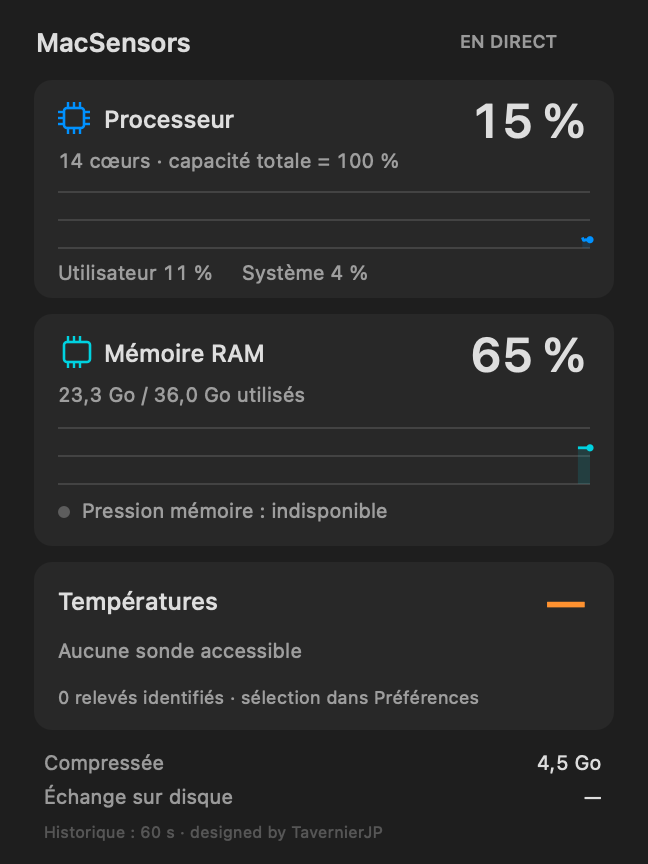 MacSensors
EN DIRECT
Processeur
15 %
14 cœurs · capacité totale = 100 %
Utilisateur 11 % Système 4 %
Mémoire RAM
65 %
23,3 Go / 36,0 Go utilisés
Pression mémoire : indisponible
Températures
—
Aucune sonde accessible
0 relevés identifiés · sélection dans Préférences
Compressée 4,5 Go
Échange sur disque —
Historique : 60 s · designed by TavernierJP